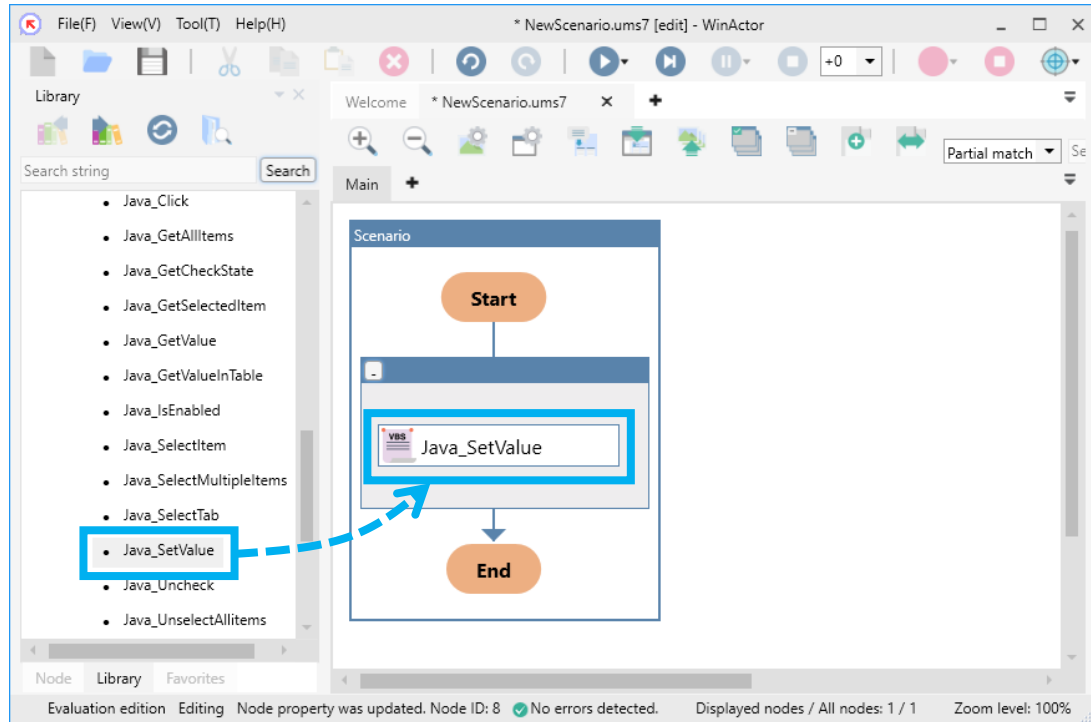 File(F) View(V) Tool(T) Help(H) * NewScenario.ums7 [edit] - WinActor
+0
Library
Welcome * NewScenario.ums7
Search string Search
Partial match Se
Main
Java_Click
Java_GetAllItems
Java_GetCheckState
Java_GetSelectedItem
Java_GetValue
Java_GetValueInTable
Java_IsEnabled
Java_SelectItem
Java_SelectMultipleItems
Java_SelectTab
Java_SetValue
Java_Uncheck
Java_UnselectAllitems
Scenario
Start
VBS
Java_SetValue
End
Node Library Favorites
Evaluation edition Editing Node property was updated. Node ID: 8 No errors detected. Displayed nodes / All nodes: 1 / 1 Zoom level: 100%